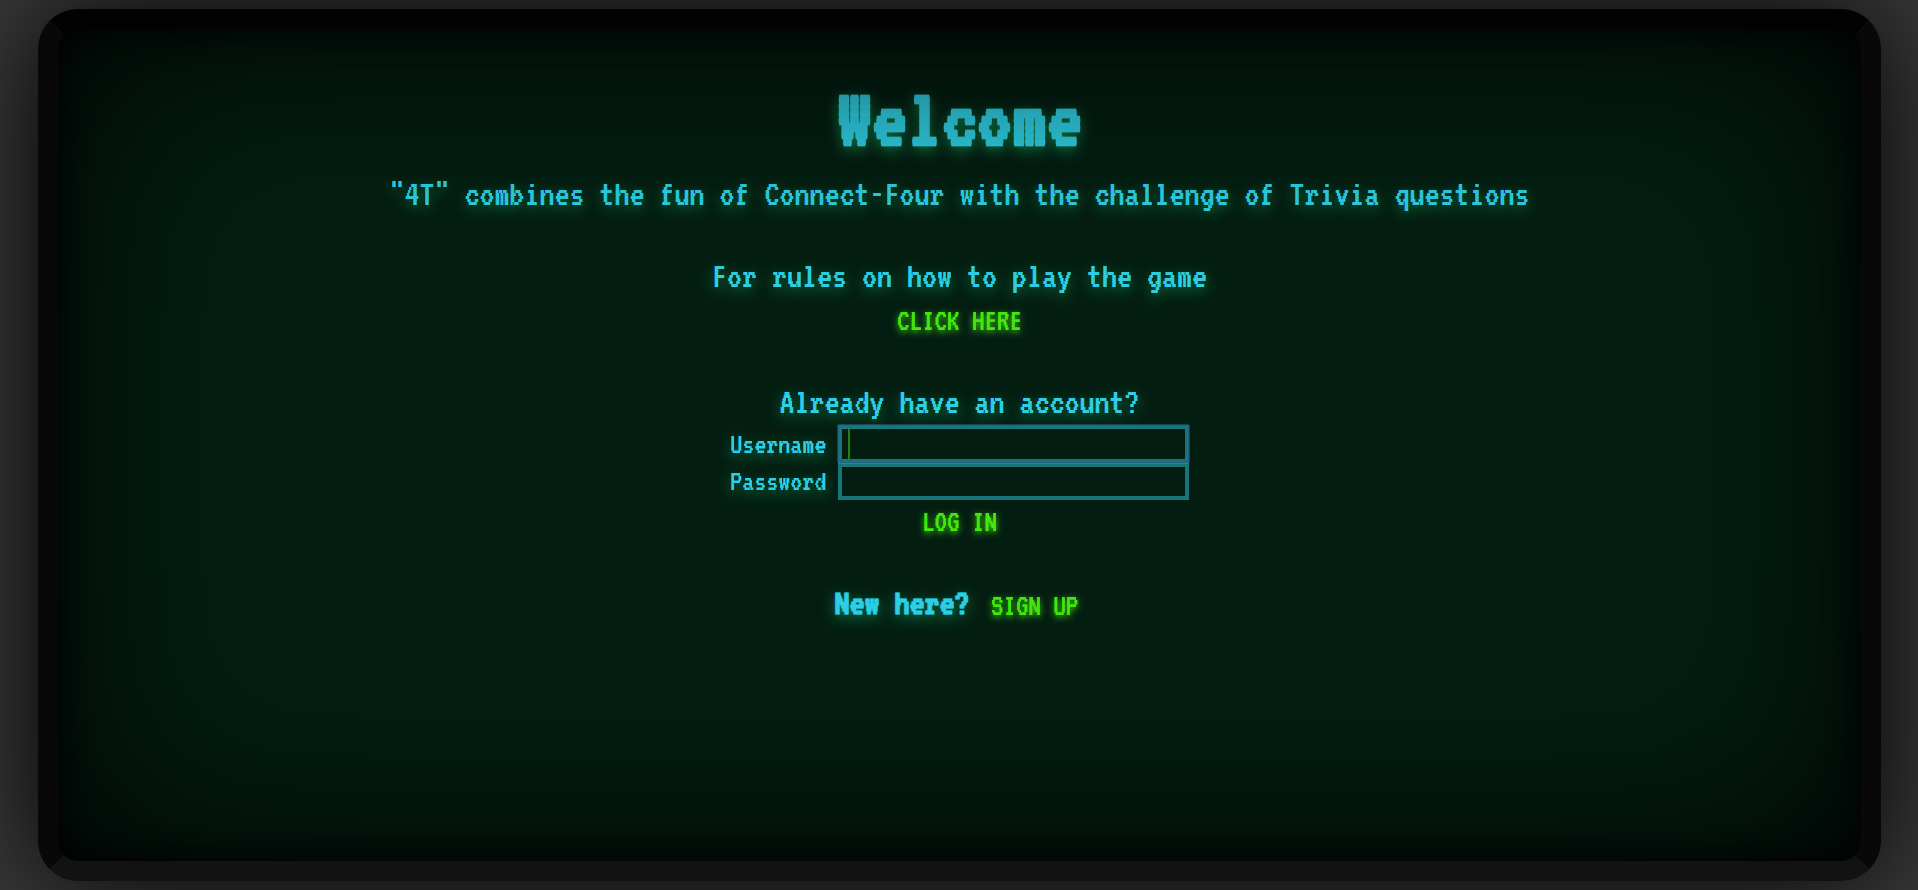 Welcome
"4T" combines the fun of Connect-Four with the challenge of Trivia questions
For rules on how to play the game
CLICK HERE
Already have an account?
Username
Password
LOG IN
New here? SIGN UP